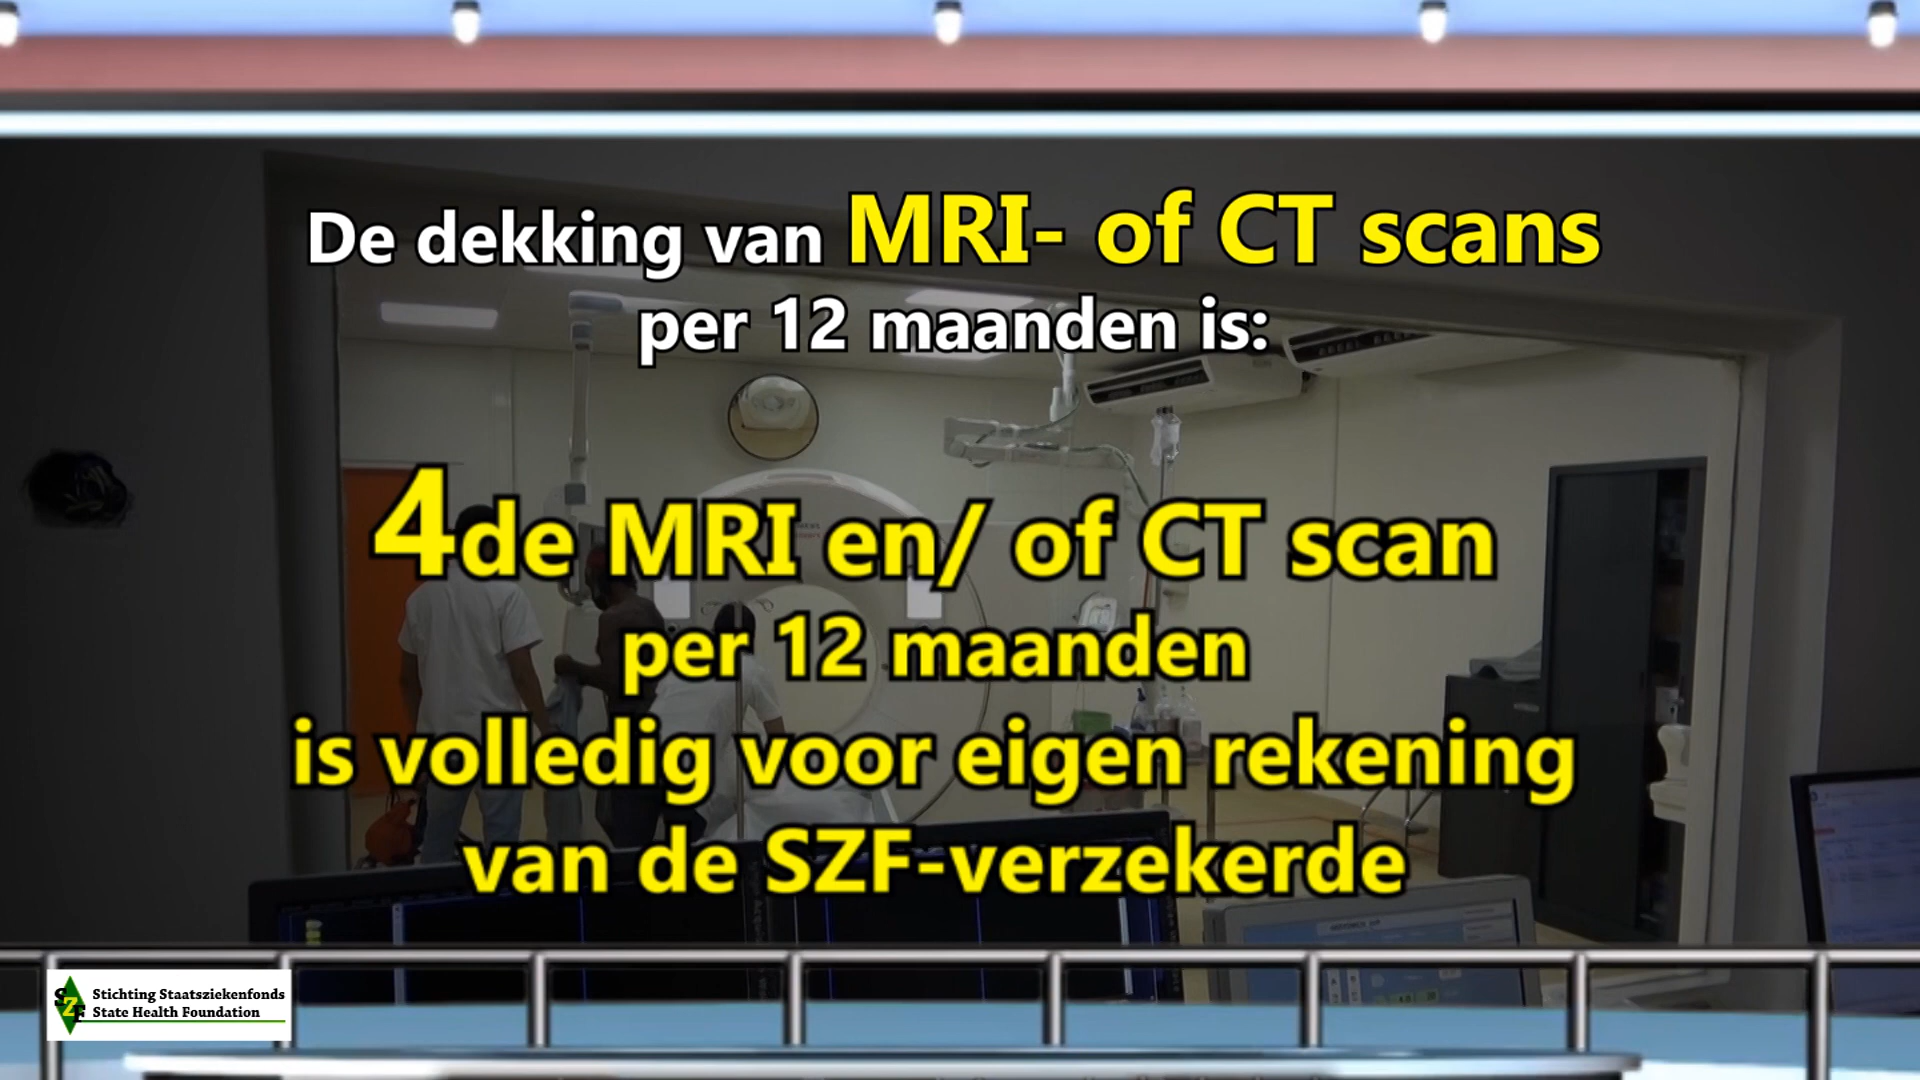 De dekking van MRI- of CT scans
per 12 maanden is:
4de MRI en/ of CT scan
per 12 maanden
is volledig voor eigen rekening
van de SZF-verzekerde
SZF
Stichting Staatsziekenfonds
State Health Foundation